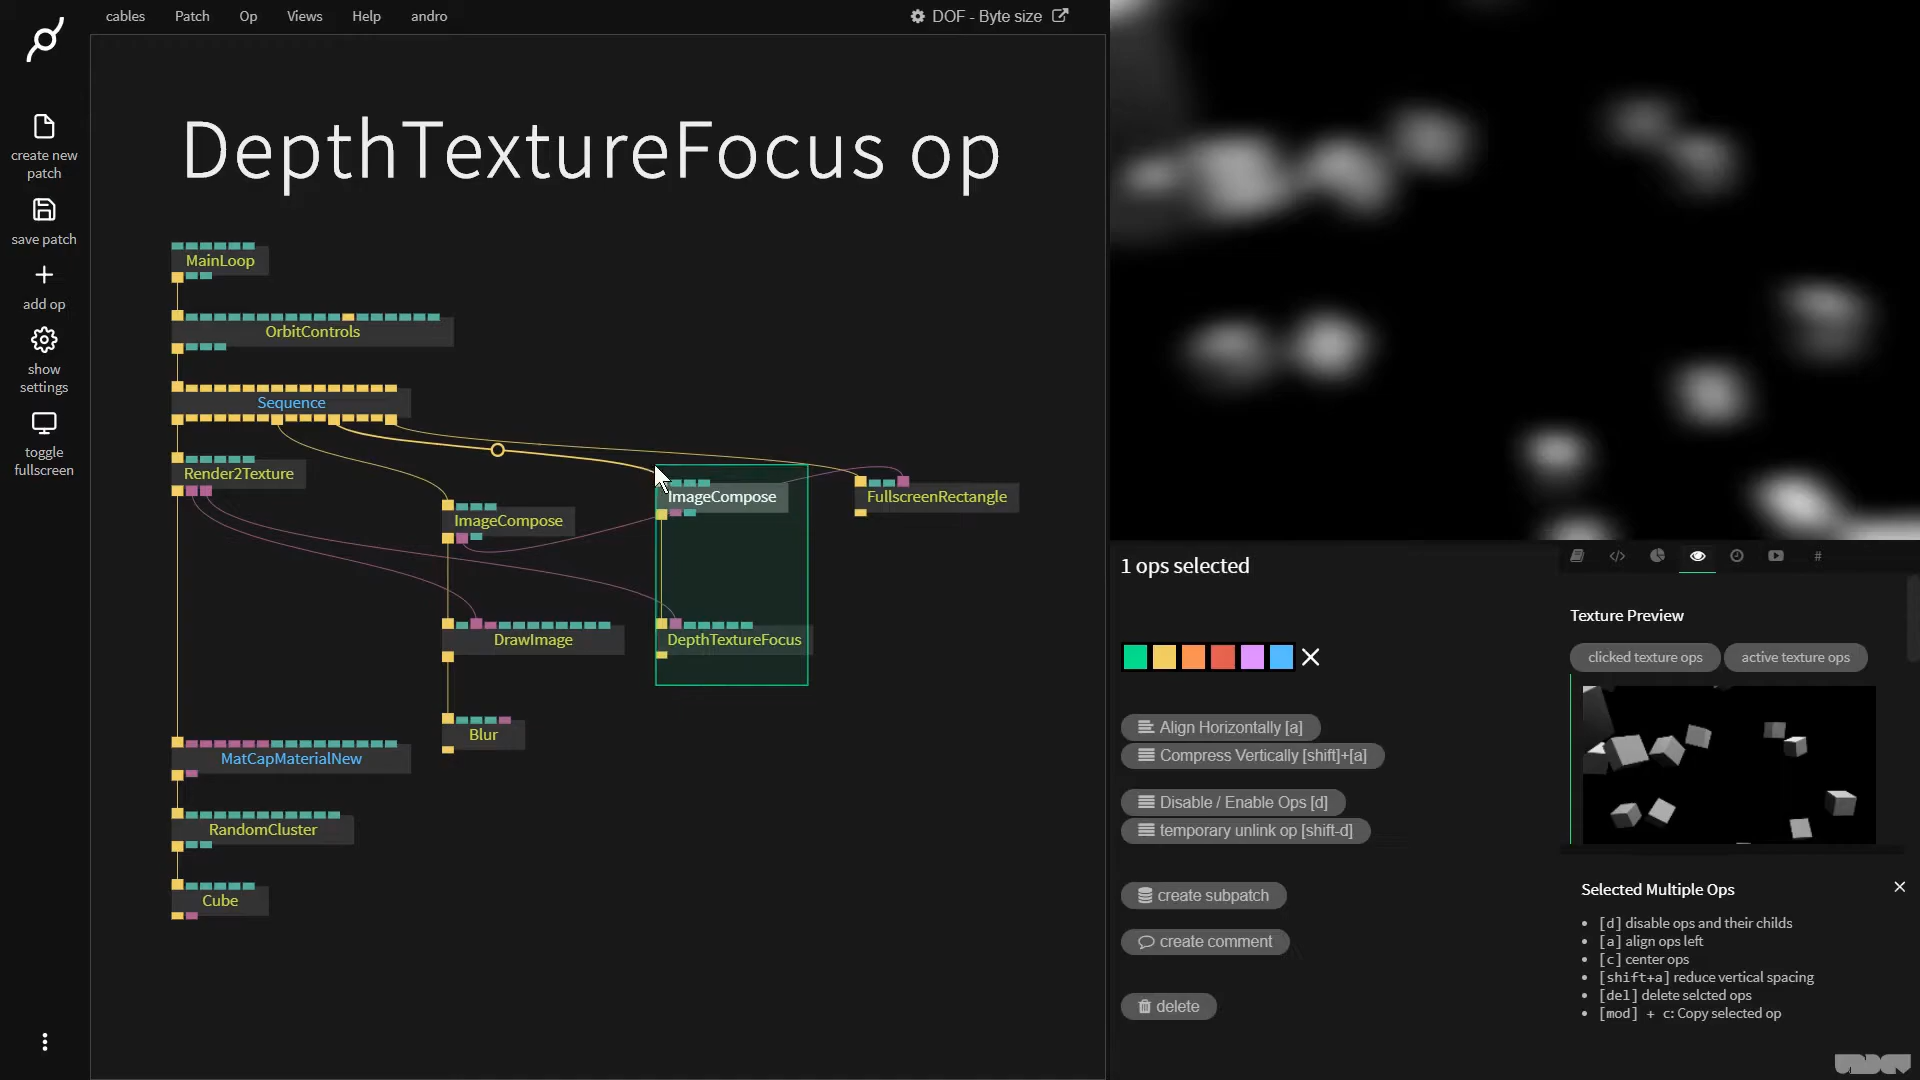 cables Patch Op Views Help andro
DOF - Byte size
create new
patch
save patch
add op
show
settings
toggle
fullscreen
DepthTextureFocus op
MainLoop
OrbitControls
Sequence
Render2Texture
ImageCompose
ImageCompose
FullscreenRectangle
DrawImage
DepthTextureFocus
Blur
MatCapMaterialNew
RandomCluster
Cube
1 ops selected
Align Horizontally [a]
Compress Vertically [shift]+[a]
Disable / Enable Ops [d]
temporary unlink op [shift-d]
create subpatch
create comment
delete
#
Texture Preview
clicked texture ops
active texture ops
Selected Multiple Ops
[d] disable ops and their childs
[a] align ops left
[c] center ops
[shift+a] reduce vertical spacing
[del] delete selcted ops
[mod] + c: Copy selected op